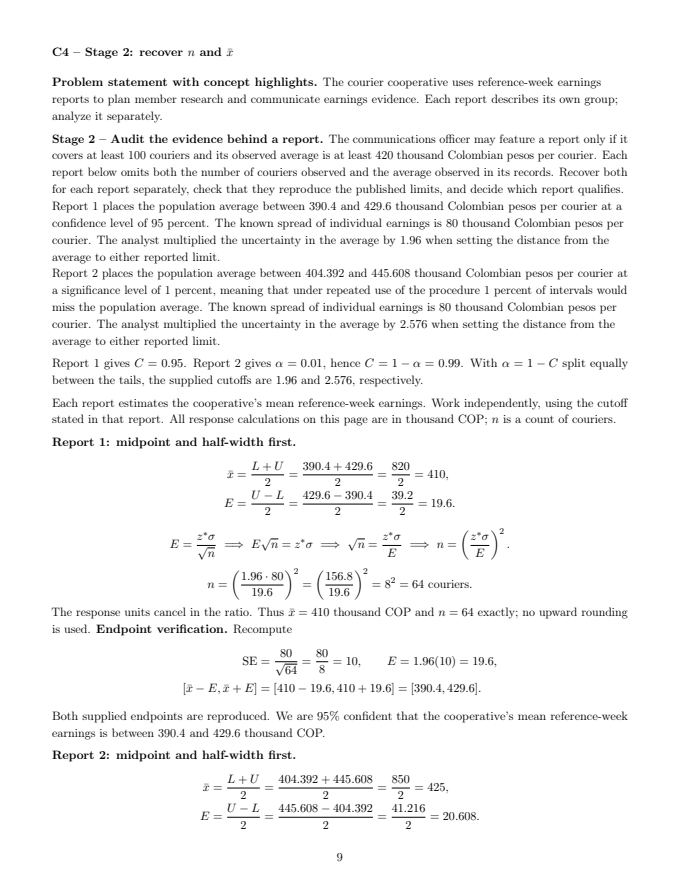 C4 – Stage 2: recover n and x̄
Problem statement with concept highlights. The courier cooperative uses reference-week earnings
reports to plan member research and communicate earnings evidence. Each report describes its own group;
analyze it separately.
Stage 2 – Audit the evidence behind a report. The communications officer may feature a report only if it
covers at least 100 couriers and its observed average is at least 420 thousand Colombian pesos per courier. Each
report below omits both the number of couriers observed and the average observed in its records. Recover both
for each report separately, check that they reproduce the published limits, and decide which report qualifies.
Report 1 places the population average between 390.4 and 429.6 thousand Colombian pesos per courier at a
confidence level of 95 percent. The known spread of individual earnings is 80 thousand Colombian pesos per
courier. The analyst multiplied the uncertainty in the average by 1.96 when setting the distance from the
average to either reported limit.
Report 2 places the population average between 404.392 and 445.608 thousand Colombian pesos per courier at
a significance level of 1 percent, meaning that under repeated use of the procedure 1 percent of intervals would
miss the population average. The known spread of individual earnings is 80 thousand Colombian pesos per
courier. The analyst multiplied the uncertainty in the average by 2.576 when setting the distance from the
average to either reported limit.
Report 1 gives C = 0.95. Report 2 gives α = 0.01, hence C = 1 − α = 0.99. With α = 1 − C split equally
between the tails, the supplied cutoffs are 1.96 and 2.576, respectively.
Each report estimates the cooperative's mean reference-week earnings. Work independently, using the cutoff
stated in that report. All response calculations on this page are in thousand COP; n is a count of couriers.
Report 1: midpoint and half-width first.
x̄ = (L + U)/2 = (390.4 + 429.6)/2 = 820/2 = 410,
E = (U − L)/2 = (429.6 − 390.4)/2 = 39.2/2 = 19.6.
E = z*σ/√n ⟹ E√n = z*σ ⟹ √n = z*σ/E ⟹ n = (z*σ/E)².
n = (1.96 · 80/19.6)² = (156.8/19.6)² = 8² = 64 couriers.
The response units cancel in the ratio. Thus x̄ = 410 thousand COP and n = 64 exactly; no upward rounding
is used. Endpoint verification. Recompute
SE = 80/√64 = 80/8 = 10, E = 1.96(10) = 19.6,
[x̄ − E, x̄ + E] = [410 − 19.6, 410 + 19.6] = [390.4, 429.6].
Both supplied endpoints are reproduced. We are 95% confident that the cooperative's mean reference-week
earnings is between 390.4 and 429.6 thousand COP.
Report 2: midpoint and half-width first.
x̄ = (L + U)/2 = (404.392 + 445.608)/2 = 850/2 = 425,
E = (U − L)/2 = (445.608 − 404.392)/2 = 41.216/2 = 20.608.
9